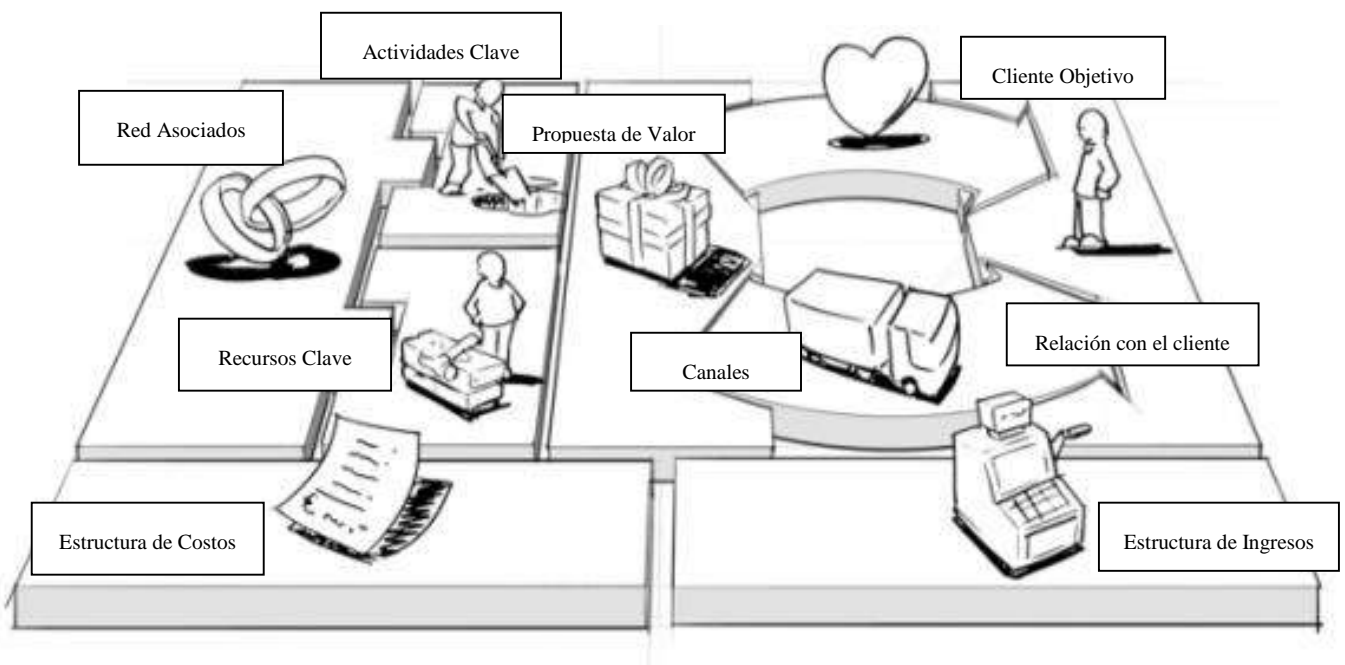 Actividades Clave
Cliente Objetivo
Red Asociados
Propuesta de Valor
Recursos Clave
Canales
Relación con el cliente
Estructura de Costos
Estructura de Ingresos